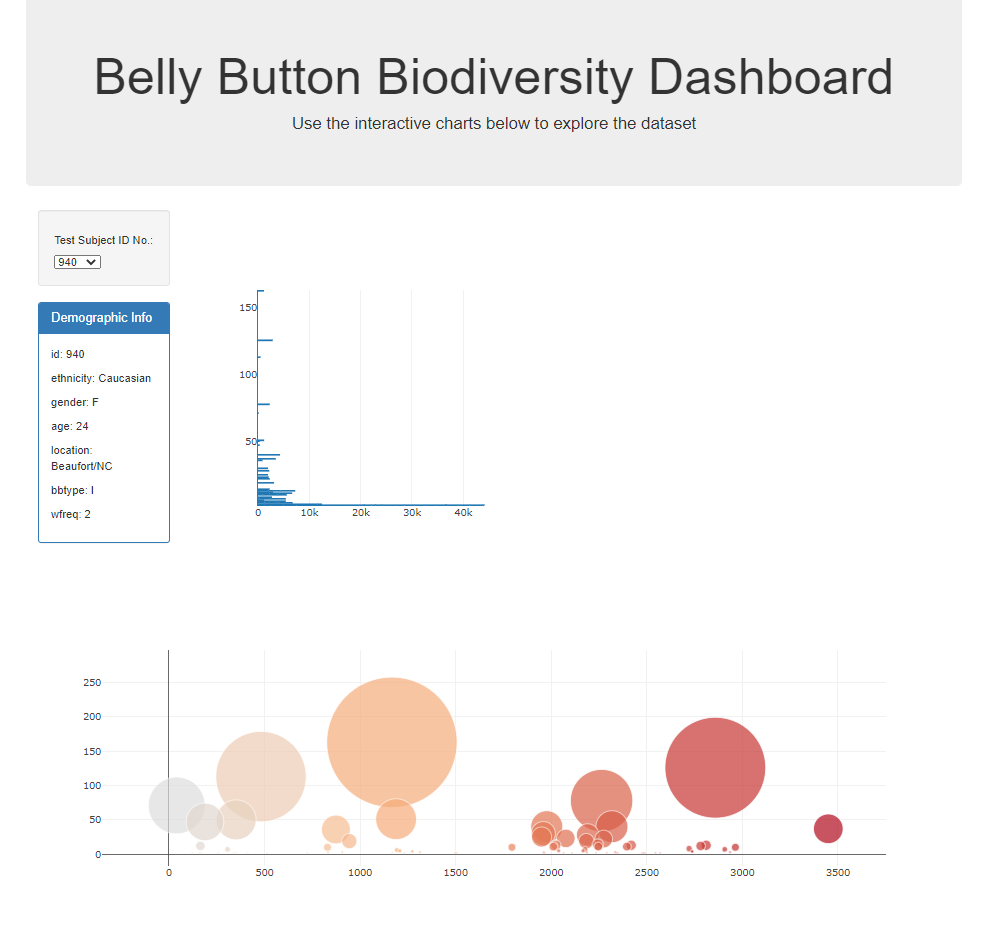 Belly Button Biodiversity Dashboard
Use the interactive charts below to explore the dataset
Test Subject ID No.:
940
Demographic Info
id: 940
ethnicity: Caucasian
gender: F
age: 24
location:
Beaufort/NC
bbtype: I
wfreq: 2
150
100
50
0 10k 20k 30k 40k
250
200
150
100
50
0
0 500 1000 1500 2000 2500 3000 3500